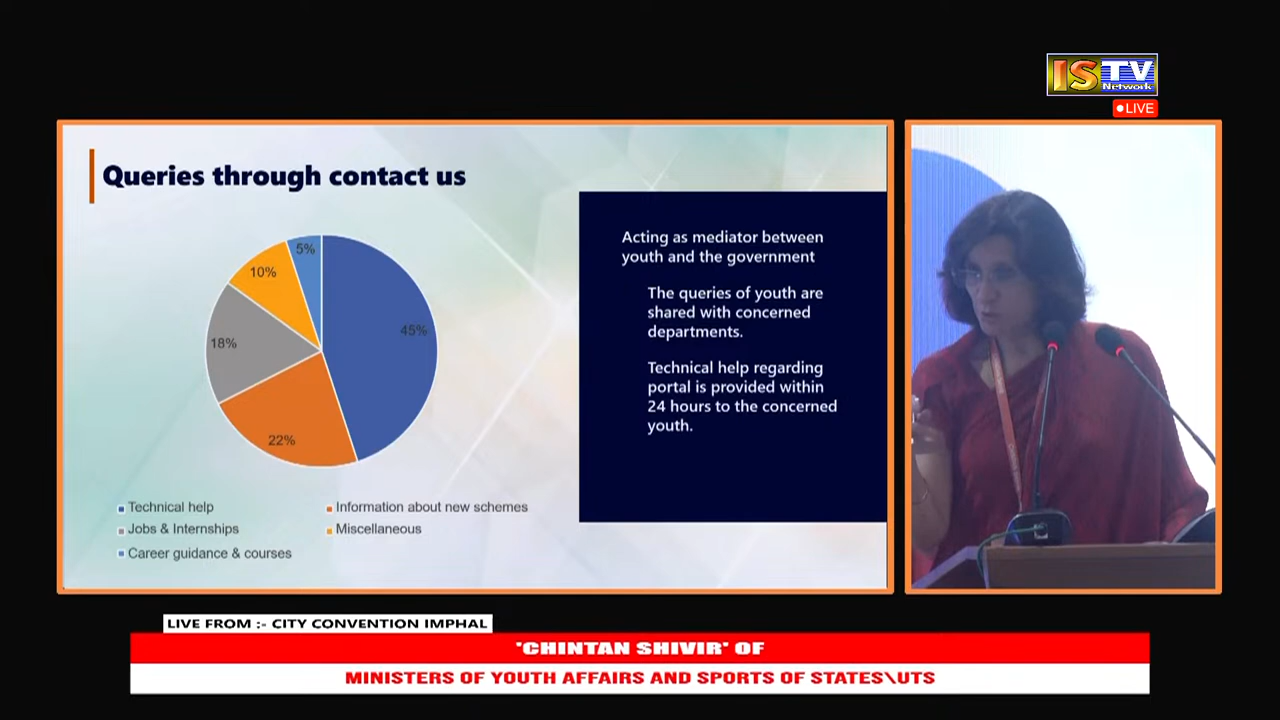 ISTV
Network
LIVE
Queries through contact us
5%
10%
45%
18%
22%
Technical help
Information about new schemes
Jobs & Internships
Miscellaneous
Career guidance & courses
Acting as mediator between
youth and the government
The queries of youth are
shared with concerned
departments.
Technical help regarding
portal is provided within
24 hours to the concerned
youth.
LIVE FROM :- CITY CONVENTION IMPHAL
'CHINTAN SHIVIR' OF
MINISTERS OF YOUTH AFFAIRS AND SPORTS OF STATES\UTS